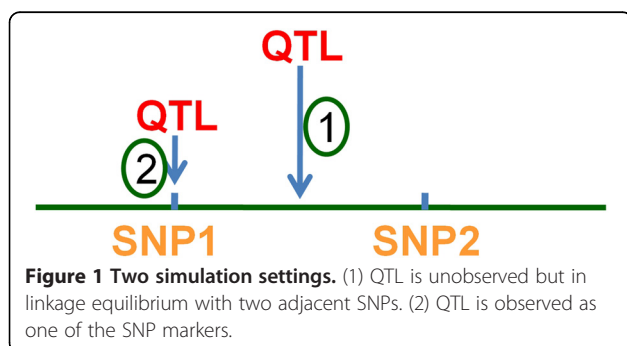 QTL
QTL
1
2
SNP1 SNP2
Figure 1 Two simulation settings. (1) QTL is unobserved but in
linkage equilibrium with two adjacent SNPs. (2) QTL is observed as
one of the SNP markers.